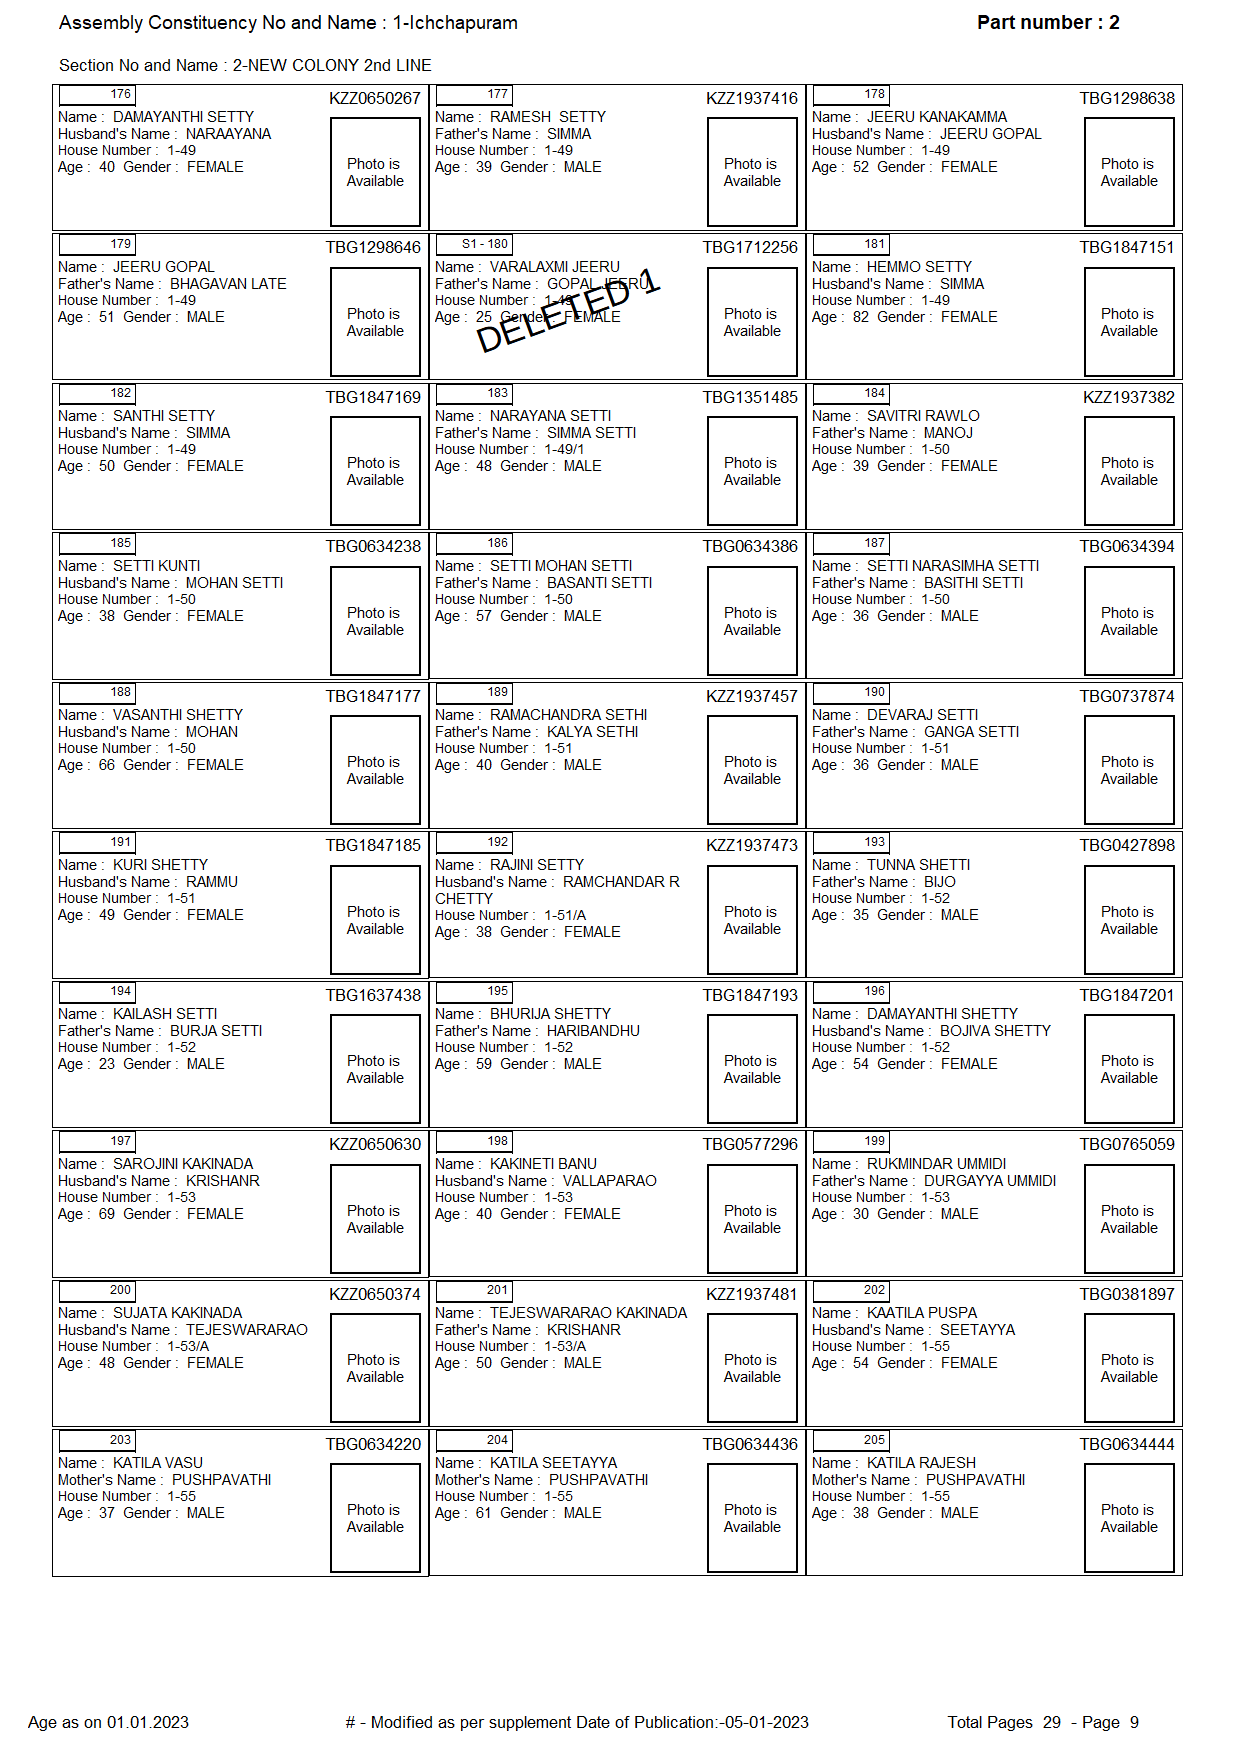 Assembly Constituency No and Name : 1-Ichchapuram
Part number : 2
Section No and Name : 2-NEW COLONY 2nd LINE
176
KZZ0650267
Name : DAMAYANTHI SETTY
Husband's Name : NARAAYANA
House Number : 1-49
Age : 40 Gender : FEMALE
Photo is
Available
177
KZZ1937416
Name : RAMESH SETTY
Father's Name : SIMMA
House Number : 1-49
Age : 39 Gender : MALE
Photo is
Available
178
TBG1298638
Name : JEERU KANAKAMMA
Husband's Name : JEERU GOPAL
House Number : 1-49
Age : 52 Gender : FEMALE
Photo is
Available
179
TBG1298646
Name : JEERU GOPAL
Father's Name : BHAGAVAN LATE
House Number : 1-49
Age : 51 Gender : MALE
Photo is
Available
S1 - 180
TBG1712256
Name : VARALAXMI JEERU
Father's Name : GOPAL JEERU
House Number : 1-49
Age : 25 Gender : FEMALE
DELETED 1
Photo is
Available
181
TBG1847151
Name : HEMMO SETTY
Husband's Name : SIMMA
House Number : 1-49
Age : 82 Gender : FEMALE
Photo is
Available
182
TBG1847169
Name : SANTHI SETTY
Husband's Name : SIMMA
House Number : 1-49
Age : 50 Gender : FEMALE
Photo is
Available
183
TBG1351485
Name : NARAYANA SETTI
Father's Name : SIMMA SETTI
House Number : 1-49/1
Age : 48 Gender : MALE
Photo is
Available
184
KZZ1937382
Name : SAVITRI RAWLO
Father's Name : MANOJ
House Number : 1-50
Age : 39 Gender : FEMALE
Photo is
Available
185
TBG0634238
Name : SETTI KUNTI
Husband's Name : MOHAN SETTI
House Number : 1-50
Age : 38 Gender : FEMALE
Photo is
Available
186
TBG0634386
Name : SETTI MOHAN SETTI
Father's Name : BASANTI SETTI
House Number : 1-50
Age : 57 Gender : MALE
Photo is
Available
187
TBG0634394
Name : SETTI NARASIMHA SETTI
Father's Name : BASITHI SETTI
House Number : 1-50
Age : 36 Gender : MALE
Photo is
Available
188
TBG1847177
Name : VASANTHI SHETTY
Husband's Name : MOHAN
House Number : 1-50
Age : 66 Gender : FEMALE
Photo is
Available
189
KZZ1937457
Name : RAMACHANDRA SETHI
Father's Name : KALYA SETHI
House Number : 1-51
Age : 40 Gender : MALE
Photo is
Available
190
TBG0737874
Name : DEVARAJ SETTI
Father's Name : GANGA SETTI
House Number : 1-51
Age : 36 Gender : MALE
Photo is
Available
191
TBG1847185
Name : KURI SHETTY
Husband's Name : RAMMU
House Number : 1-51
Age : 49 Gender : FEMALE
Photo is
Available
192
KZZ1937473
Name : RAJINI SETTY
Husband's Name : RAMCHANDAR R
CHETTY
House Number : 1-51/A
Age : 38 Gender : FEMALE
Photo is
Available
193
TBG0427898
Name : TUNNA SHETTI
Father's Name : BIJO
House Number : 1-52
Age : 35 Gender : MALE
Photo is
Available
194
TBG1637438
Name : KAILASH SETTI
Father's Name : BURJA SETTI
House Number : 1-52
Age : 23 Gender : MALE
Photo is
Available
195
TBG1847193
Name : BHURIJA SHETTY
Father's Name : HARIBANDHU
House Number : 1-52
Age : 59 Gender : MALE
Photo is
Available
196
TBG1847201
Name : DAMAYANTHI SHETTY
Husband's Name : BOJIVA SHETTY
House Number : 1-52
Age : 54 Gender : FEMALE
Photo is
Available
197
KZZ0650630
Name : SAROJINI KAKINADA
Husband's Name : KRISHANR
House Number : 1-53
Age : 69 Gender : FEMALE
Photo is
Available
198
TBG0577296
Name : KAKINETI BANU
Husband's Name : VALLAPARAO
House Number : 1-53
Age : 40 Gender : FEMALE
Photo is
Available
199
TBG0765059
Name : RUKMINDAR UMMIDI
Father's Name : DURGAYYA UMMIDI
House Number : 1-53
Age : 30 Gender : MALE
Photo is
Available
200
KZZ0650374
Name : SUJATA KAKINADA
Husband's Name : TEJESWARARAO
House Number : 1-53/A
Age : 48 Gender : FEMALE
Photo is
Available
201
KZZ1937481
Name : TEJESWARARAO KAKINADA
Father's Name : KRISHANR
House Number : 1-53/A
Age : 50 Gender : MALE
Photo is
Available
202
TBG0381897
Name : KAATILA PUSPA
Husband's Name : SEETAYYA
House Number : 1-55
Age : 54 Gender : FEMALE
Photo is
Available
203
TBG0634220
Name : KATILA VASU
Mother's Name : PUSHPAVATHI
House Number : 1-55
Age : 37 Gender : MALE
Photo is
Available
204
TBG0634436
Name : KATILA SEETAYYA
Mother's Name : PUSHPAVATHI
House Number : 1-55
Age : 61 Gender : MALE
Photo is
Available
205
TBG0634444
Name : KATILA RAJESH
Mother's Name : PUSHPAVATHI
House Number : 1-55
Age : 38 Gender : MALE
Photo is
Available
Age as on 01.01.2023
# - Modified as per supplement Date of Publication:-05-01-2023
Total Pages 29 - Page 9